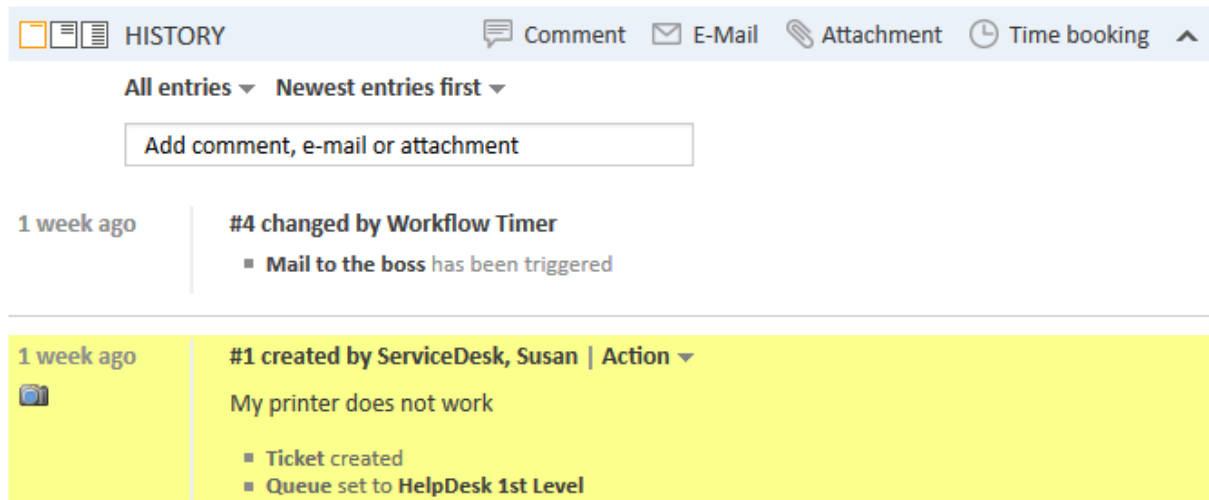 HISTORY Comment E-Mail Attachment Time booking
All entries Newest entries first
Add comment, e-mail or attachment
1 week ago #4 changed by Workflow Timer
Mail to the boss has been triggered
1 week ago #1 created by ServiceDesk, Susan | Action
My printer does not work
Ticket created
Queue set to HelpDesk 1st Level